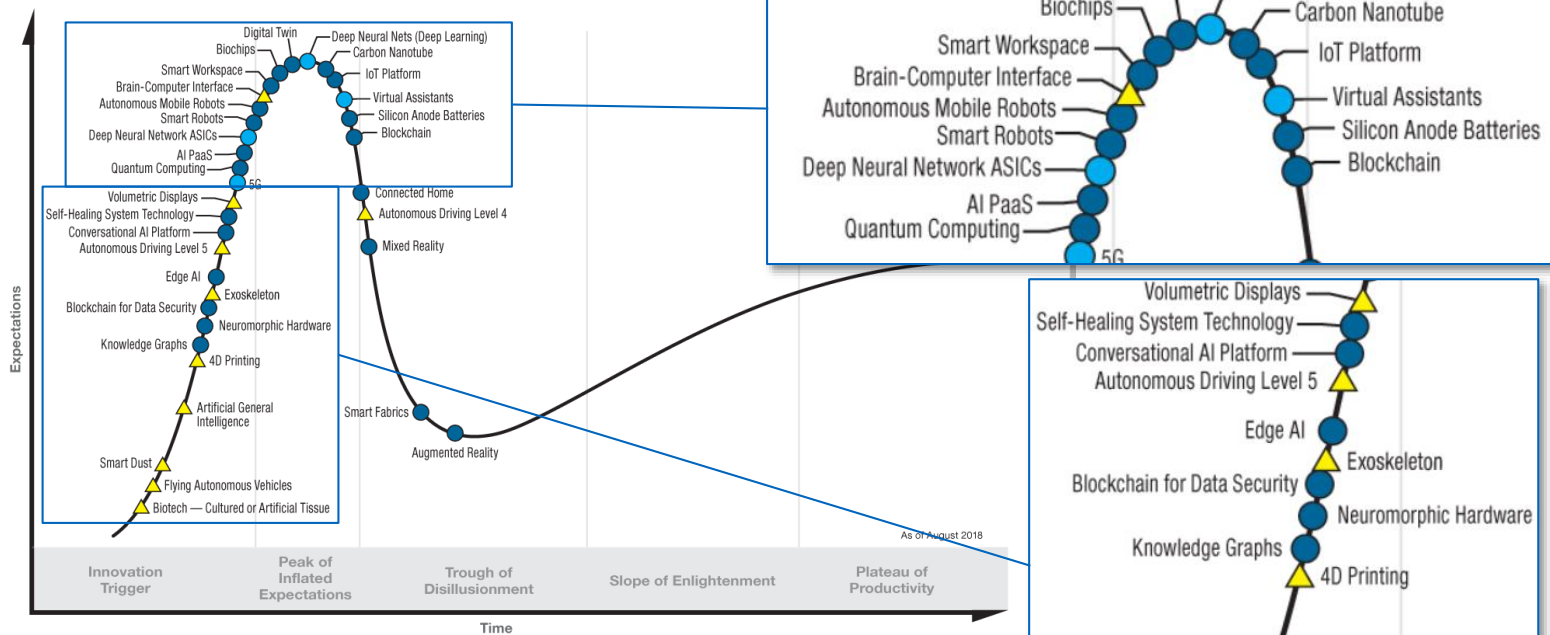 Expectations
Digital Twin
Deep Neural Nets (Deep Learning)
Biochips
Carbon Nanotube
Smart Workspace
IoT Platform
Brain-Computer Interface
Virtual Assistants
Autonomous Mobile Robots
Silicon Anode Batteries
Smart Robots
Blockchain
Deep Neural Network ASICs
AI PaaS
Quantum Computing
5G
Volumetric Displays
Connected Home
Self-Healing System Technology
Autonomous Driving Level 4
Conversational AI Platform
Autonomous Driving Level 5
Mixed Reality
Edge AI
Exoskeleton
Blockchain for Data Security
Neuromorphic Hardware
Knowledge Graphs
4D Printing
Artificial General
Intelligence
Smart Fabrics
Augmented Reality
Smart Dust
Flying Autonomous Vehicles
Biotech — Cultured or Artificial Tissue
As of August 2018
Innovation
Trigger
Peak of
Inflated
Expectations
Trough of
Disillusionment
Slope of Enlightenment
Plateau of
Productivity
Time
Biochips
Carbon Nanotube
Smart Workspace
IoT Platform
Brain-Computer Interface
Virtual Assistants
Autonomous Mobile Robots
Silicon Anode Batteries
Smart Robots
Blockchain
Deep Neural Network ASICs
AI PaaS
Quantum Computing
5G
Volumetric Displays
Self-Healing System Technology
Conversational AI Platform
Autonomous Driving Level 5
Edge AI
Exoskeleton
Blockchain for Data Security
Neuromorphic Hardware
Knowledge Graphs
4D Printing